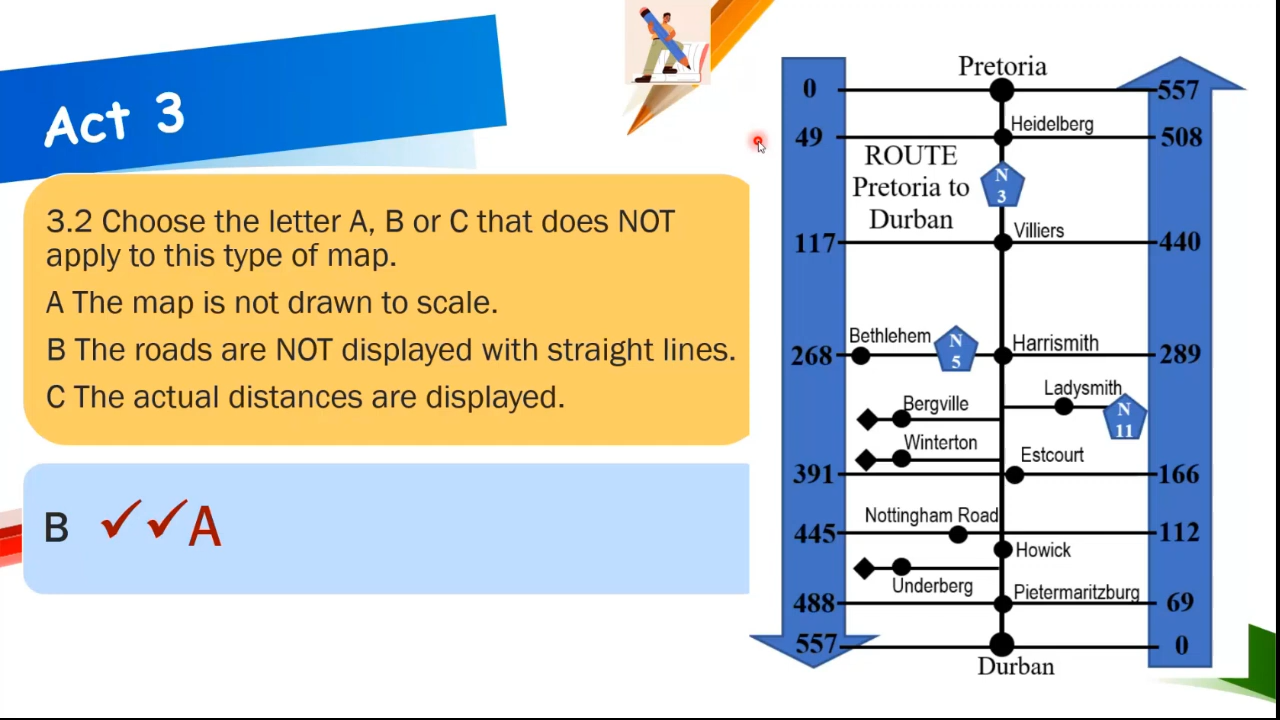 Act 3
3.2 Choose the letter A, B or C that does NOT
apply to this type of map.
A The map is not drawn to scale.
B The roads are NOT displayed with straight lines.
C The actual distances are displayed.
B ✓✓A
Pretoria
0
557
Heidelberg
49
508
ROUTE
Pretoria to
Durban
N
3
Villiers
117
440
Bethlehem
N
5
Harrismith
268
289
Ladysmith
N
11
Bergville
Winterton
Estcourt
391
166
Nottingham Road
445
112
Howick
Underberg
Pietermaritzburg
488
69
557
0
Durban